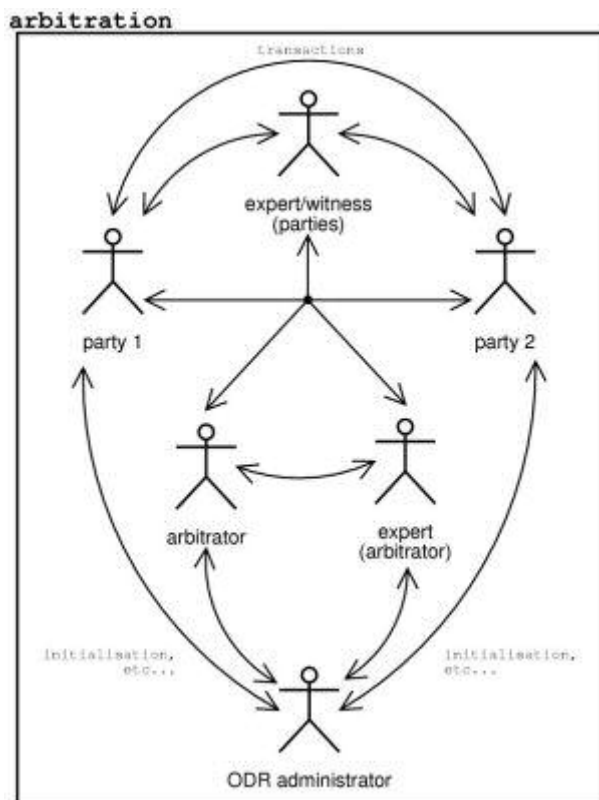 arbitration
transactions
expert/witness
(parties)
party 1
party 2
arbitrator
expert
(arbitrator)
initialisation,
etc...
initialisation,
etc...
ODR administrator